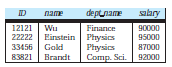 ID name dept_name salary
12121 Wu Finance 90000
22222 Einstein Physics 95000
33456 Gold Physics 87000
83821 Brandt Comp. Sci. 92000